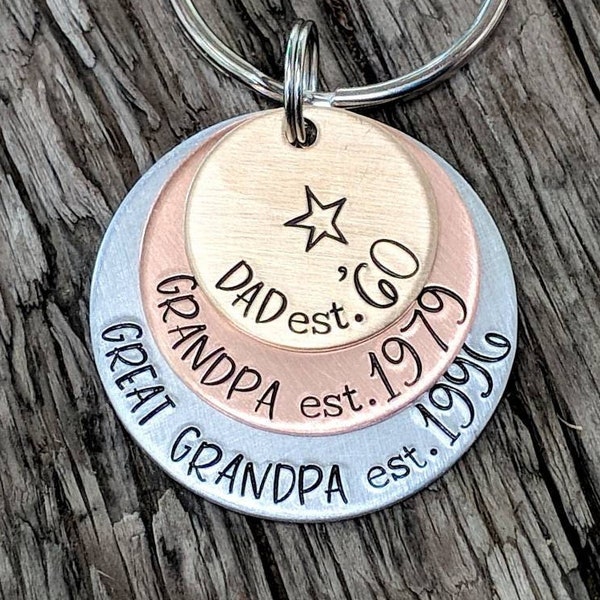 DAD est. '60
GRANDPA est. 1979
GREAT GRANDPA est. 1996